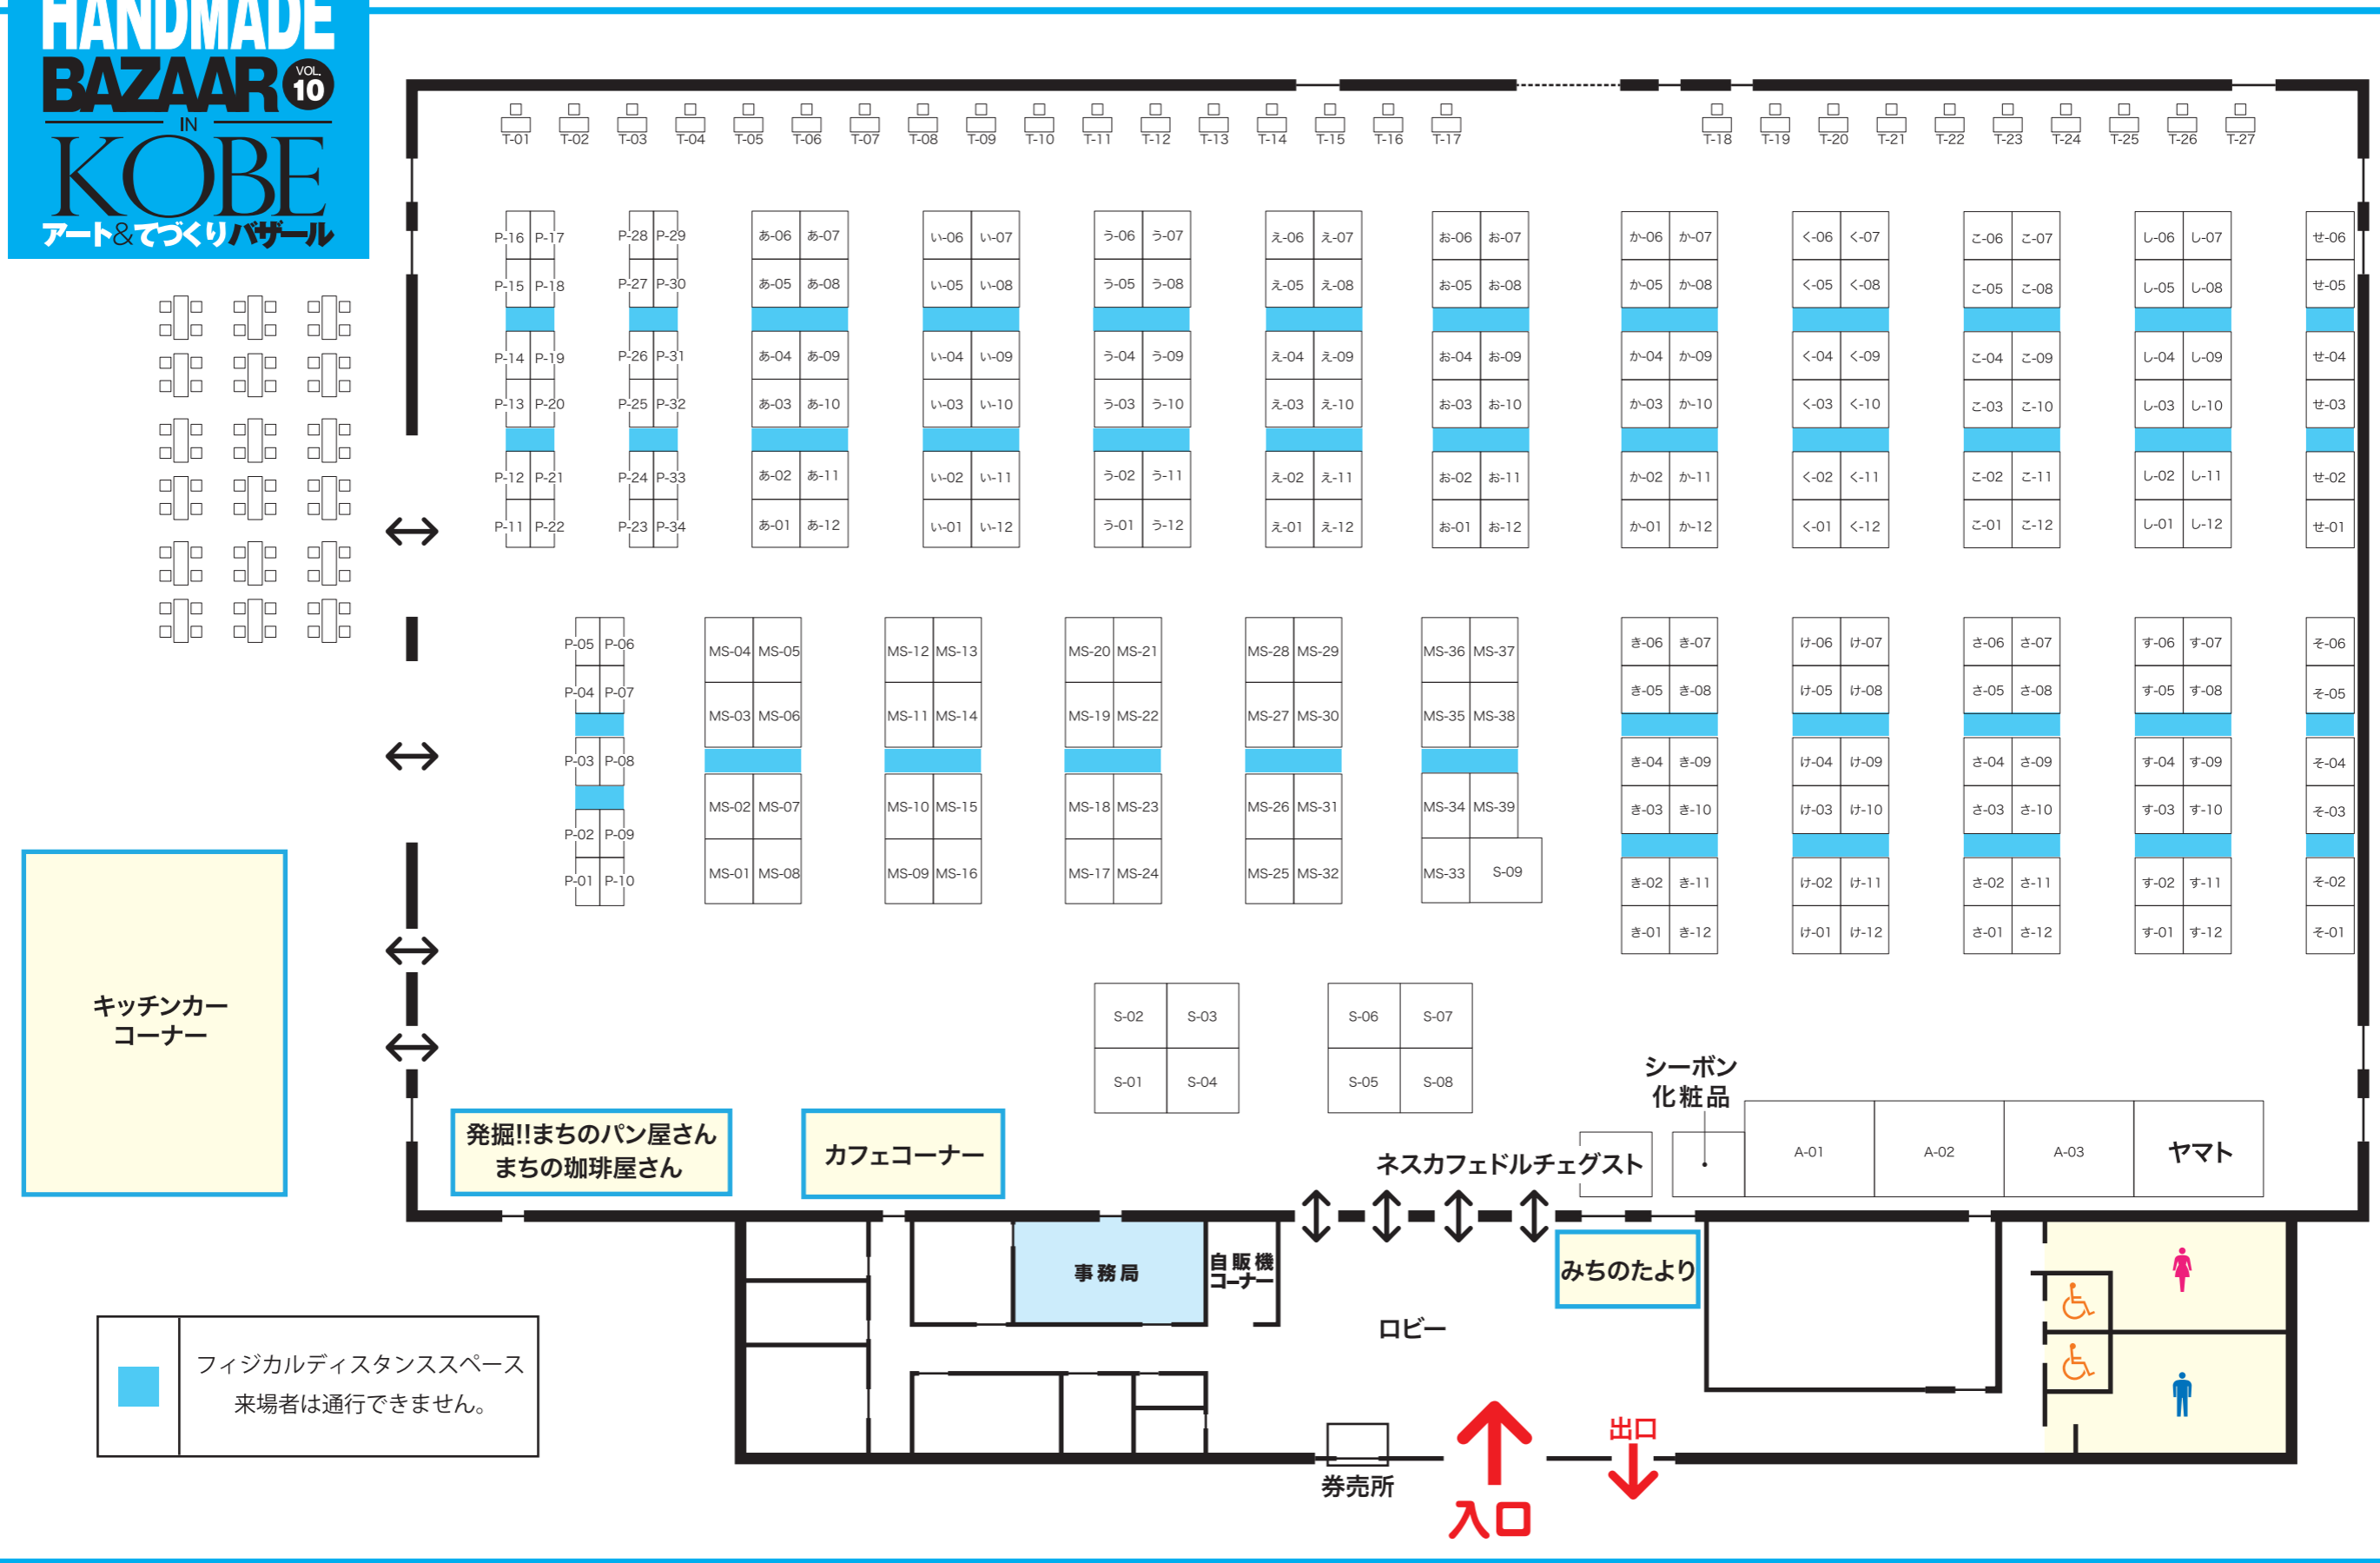 HANDMADE
BAZAAR VOL. 10
IN
KOBE
アート&てづくりバザール
T-01 T-02 T-03 T-04 T-05 T-06 T-07 T-08 T-09 T-10 T-11 T-12 T-13 T-14 T-15 T-16 T-17 T-18 T-19 T-20 T-21 T-22 T-23 T-24 T-25 T-26 T-27
P-16 P-17 P-28 P-29 あ-06 あ-07 い-06 い-07 う-06 う-07 え-06 え-07 お-06 お-07 か-06 か-07 く-06 く-07 こ-06 こ-07 し-06 し-07 せ-06
P-15 P-18 P-27 P-30 あ-05 あ-08 い-05 い-08 う-05 う-08 え-05 え-08 お-05 お-08 か-05 か-08 く-05 く-08 こ-05 こ-08 し-05 し-08 せ-05
P-14 P-19 P-26 P-31 あ-04 あ-09 い-04 い-09 う-04 う-09 え-04 え-09 お-04 お-09 か-04 か-09 く-04 く-09 こ-04 こ-09 し-04 し-09 せ-04
P-13 P-20 P-25 P-32 あ-03 あ-10 い-03 い-10 う-03 う-10 え-03 え-10 お-03 お-10 か-03 か-10 く-03 く-10 こ-03 こ-10 し-03 し-10 せ-03
P-12 P-21 P-24 P-33 あ-02 あ-11 い-02 い-11 う-02 う-11 え-02 え-11 お-02 お-11 か-02 か-11 く-02 く-11 こ-02 こ-11 し-02 し-11 せ-02
P-11 P-22 P-23 P-34 あ-01 あ-12 い-01 い-12 う-01 う-12 え-01 え-12 お-01 お-12 か-01 か-12 く-01 く-12 こ-01 こ-12 し-01 し-12 せ-01
P-05 P-06 MS-04 MS-05 MS-12 MS-13 MS-20 MS-21 MS-28 MS-29 MS-36 MS-37 き-06 き-07 け-06 け-07 さ-06 さ-07 す-06 す-07 そ-06
P-04 P-07 MS-03 MS-06 MS-11 MS-14 MS-19 MS-22 MS-27 MS-30 MS-35 MS-38 き-05 き-08 け-05 け-08 さ-05 さ-08 す-05 す-08 そ-05
P-03 P-08 き-04 き-09 け-04 け-09 さ-04 さ-09 す-04 す-09 そ-04
P-02 P-09 MS-02 MS-07 MS-10 MS-15 MS-18 MS-23 MS-26 MS-31 MS-34 MS-39 き-03 き-10 け-03 け-10 さ-03 さ-10 す-03 す-10 そ-03
P-01 P-10 MS-01 MS-08 MS-09 MS-16 MS-17 MS-24 MS-25 MS-32 MS-33 S-09 き-02 き-11 け-02 け-11 さ-02 さ-11 す-02 す-11 そ-02
き-01 き-12 け-01 け-12 さ-01 さ-12 す-01 す-12 そ-01
キッチンカー
コーナー
S-02 S-03 S-06 S-07
S-01 S-04 S-05 S-08
シーボン
化粧品
発掘!!まちのパン屋さん
まちの珈琲屋さん
カフェコーナー
ネスカフェドルチェグスト
A-01 A-02 A-03 ヤマト
事務局
自販機
コーナー
みちのたより
ロビー
フィジカルディスタンススペース
来場者は通行できません。
券売所
入口
出口